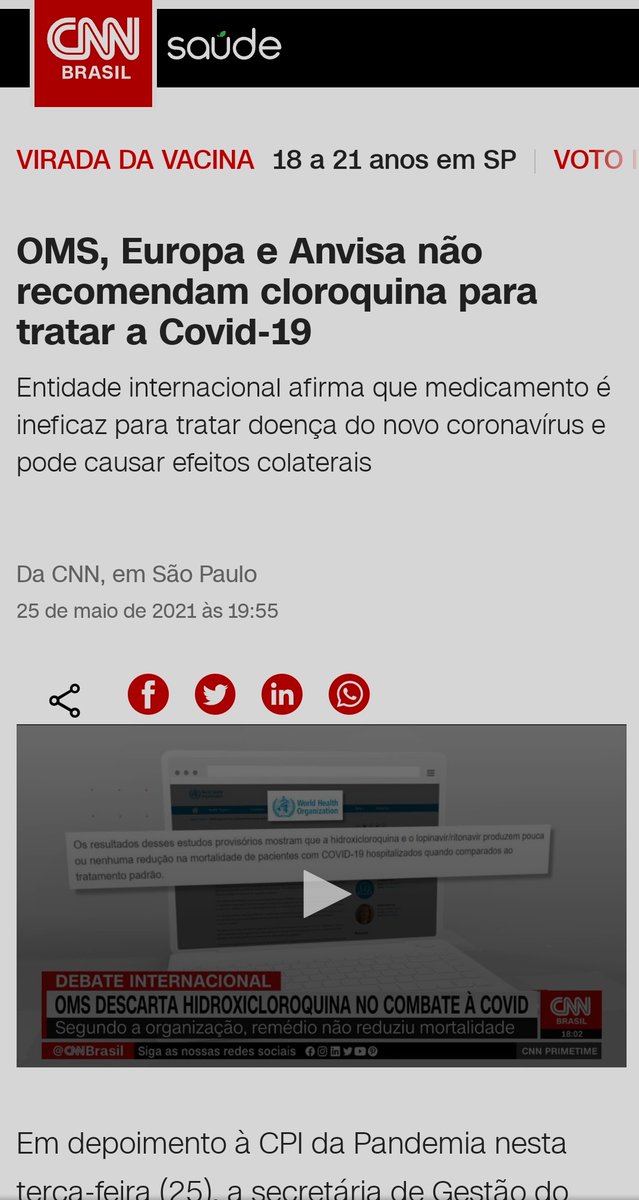 CNN
BRASIL
saúde
VIRADA DA VACINA 18 a 21 anos em SP VOTO
OMS, Europa e Anvisa não
recomendam cloroquina para
tratar a Covid-19
Entidade internacional afirma que medicamento é
ineficaz para tratar doença do novo coronavírus e
pode causar efeitos colaterais
Da CNN, em São Paulo
25 de maio de 2021 às 19:55
World Health
Organization
Os resultados desses estudos provisórios mostram que a hidroxicloroquina e o lopinavir/ritonavir produzem pouca
ou nenhuma redução na mortalidade de pacientes com COVID-19 hospitalizados quando comparados ao
tratamento padrão.
DEBATE INTERNACIONAL
OMS DESCARTA HIDROXICLOROQUINA NO COMBATE À COVID
Segundo a organização, remédio não reduziu mortalidade
CNN
BRASIL
18:02
@CNNBrasil Siga as nossas redes sociais
CNN PRIMETIME
Em depoimento à CPI da Pandemia nesta
terça-feira (25), a secretária de Gestão do